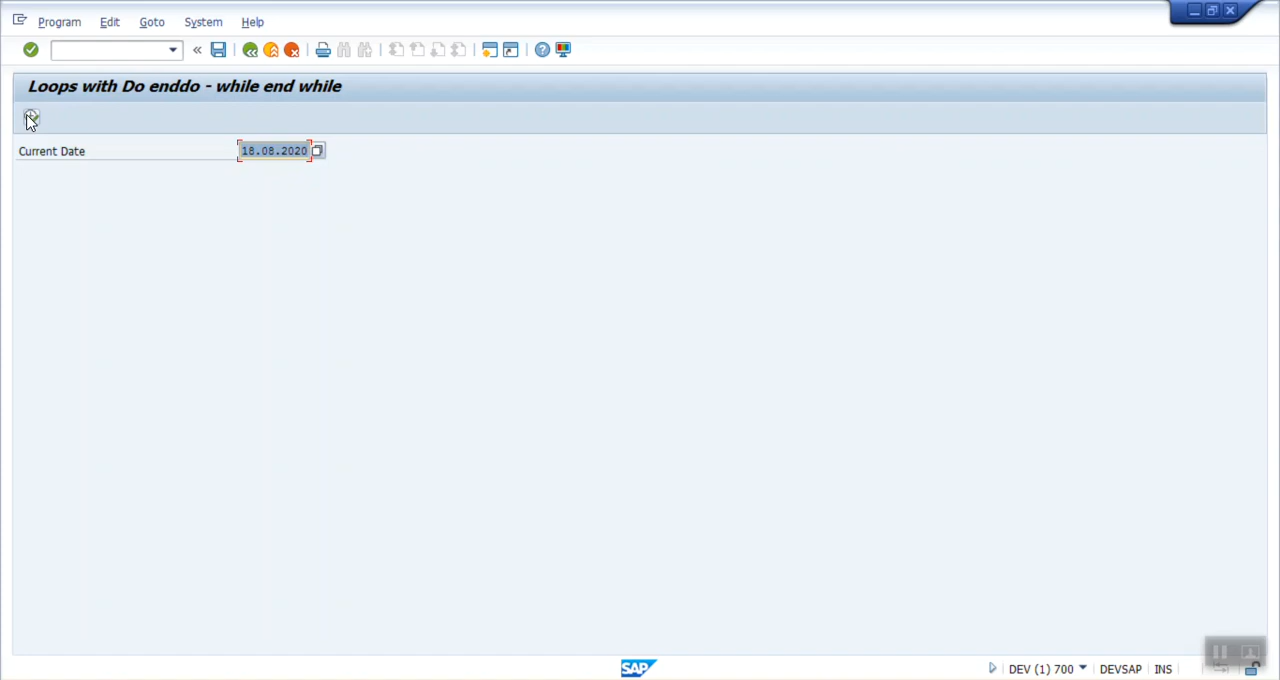 Program Edit Goto System Help
Loops with Do enddo - while end while
Current Date 18.08.2020
SAP DEV (1) 700 DEVSAP INS